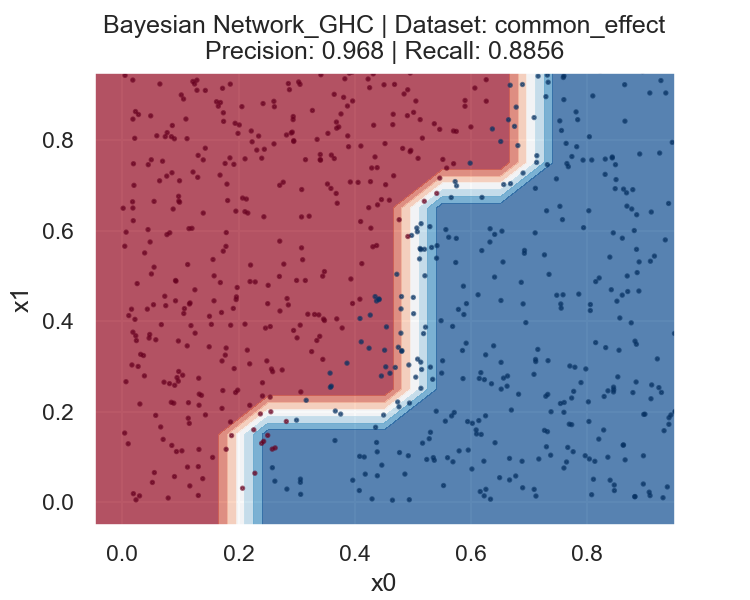 Bayesian Network_GHC | Dataset: common_effect
Precision: 0.968 | Recall: 0.8856
0.8
0.6
x1
0.4
0.2
0.0
0.0 0.2 0.4 0.6 0.8
x0